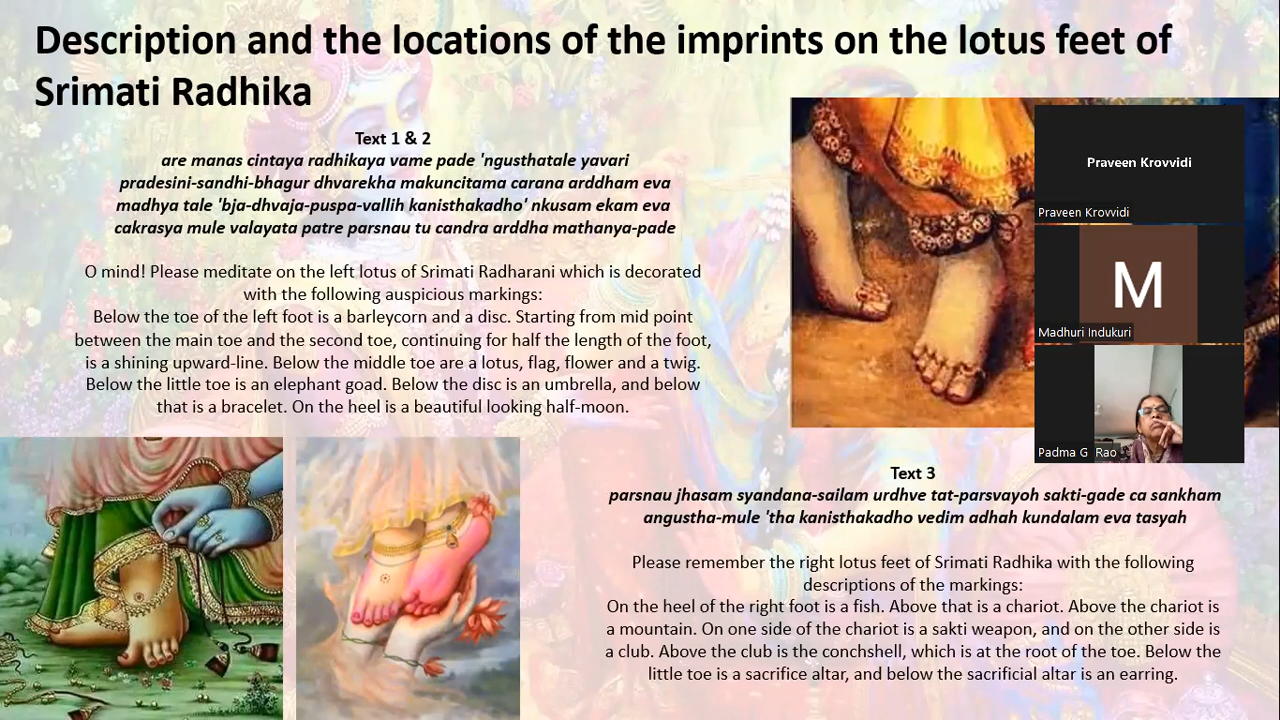 Description and the locations of the imprints on the lotus feet of
Srimati Radhika
Text 1 & 2
are manas cintaya radhikaya vame pade 'ngusthatale yavari
pradesini-sandhi-bhagur dhvarekha makuncitama carana arddham eva
madhya tale 'bja-dhvaja-puspa-vallih kanisthakadho' nkusam ekam eva
cakrasya mule valayata patre parsnau tu candra arddha mathanya-pade
O mind! Please meditate on the left lotus of Srimati Radharani which is decorated
with the following auspicious markings:
Below the toe of the left foot is a barleycorn and a disc. Starting from mid point
between the main toe and the second toe, continuing for half the length of the foot,
is a shining upward-line. Below the middle toe are a lotus, flag, flower and a twig.
Below the little toe is an elephant goad. Below the disc is an umbrella, and below
that is a bracelet. On the heel is a beautiful looking half-moon.
Praveen Krovvidi
Praveen Krovvidi
M
Madhuri Indukuri
Padma G Rao
Text 3
parsnau jhasam syandana-sailam urdhve tat-parsvayoh sakti-gade ca sankham
angustha-mule 'tha kanisthakadho vedim adhah kundalam eva tasyah
Please remember the right lotus feet of Srimati Radhika with the following
descriptions of the markings:
On the heel of the right foot is a fish. Above that is a chariot. Above the chariot is
a mountain. On one side of the chariot is a sakti weapon, and on the other side is
a club. Above the club is the conchshell, which is at the root of the toe. Below the
little toe is a sacrifice altar, and below the sacrificial altar is an earring.